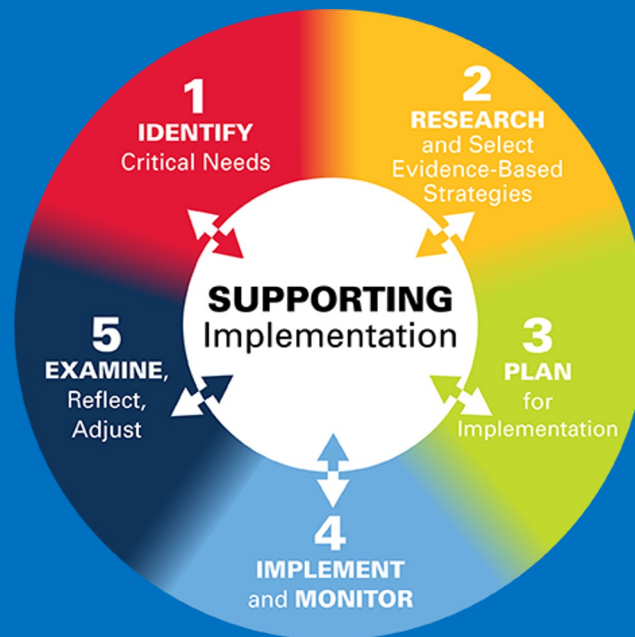 1
IDENTIFY
Critical Needs
2
RESEARCH
and Select
Evidence-Based
Strategies
3
PLAN
for
Implementation
4
IMPLEMENT
and MONITOR
5
EXAMINE,
Reflect,
Adjust
SUPPORTING
Implementation